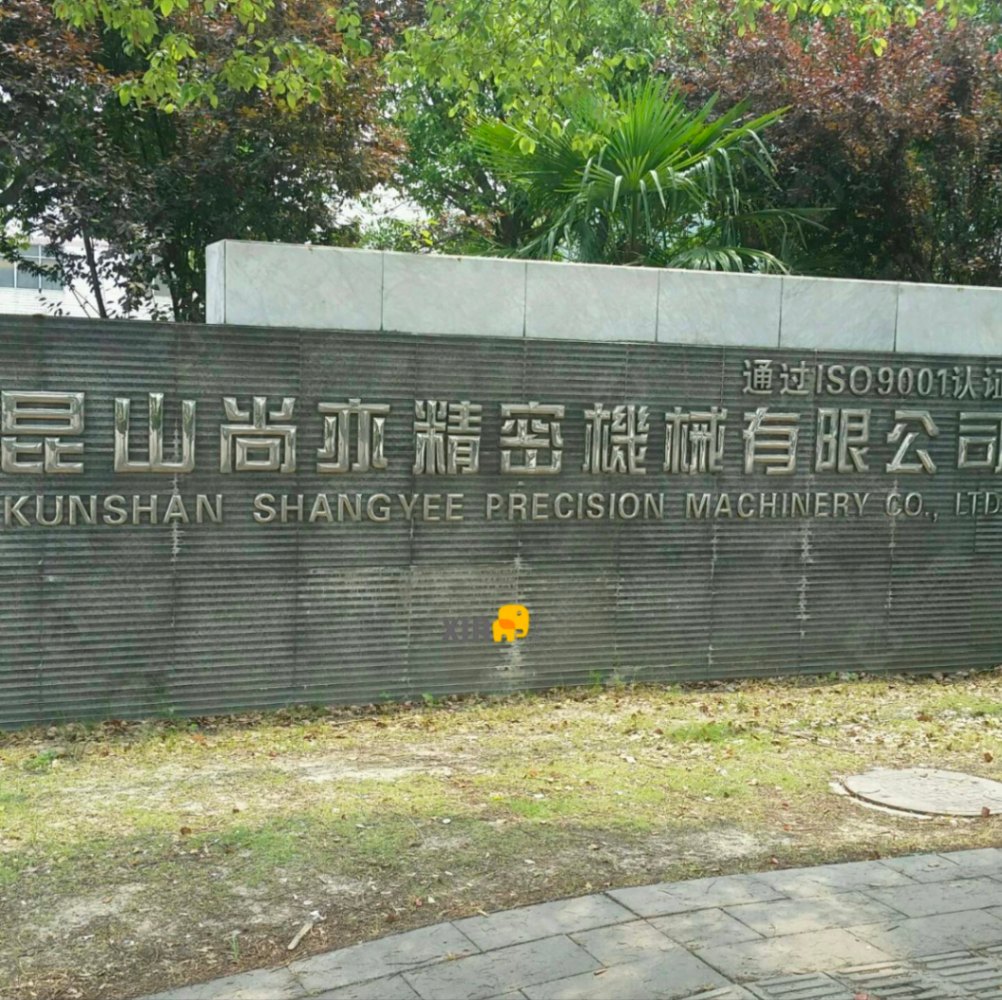 通过ISO9001认证
昆山尚亦精密機械有限公司
KUNSHAN SHANGYEE PRECISION MACHINERY CO., LTD.